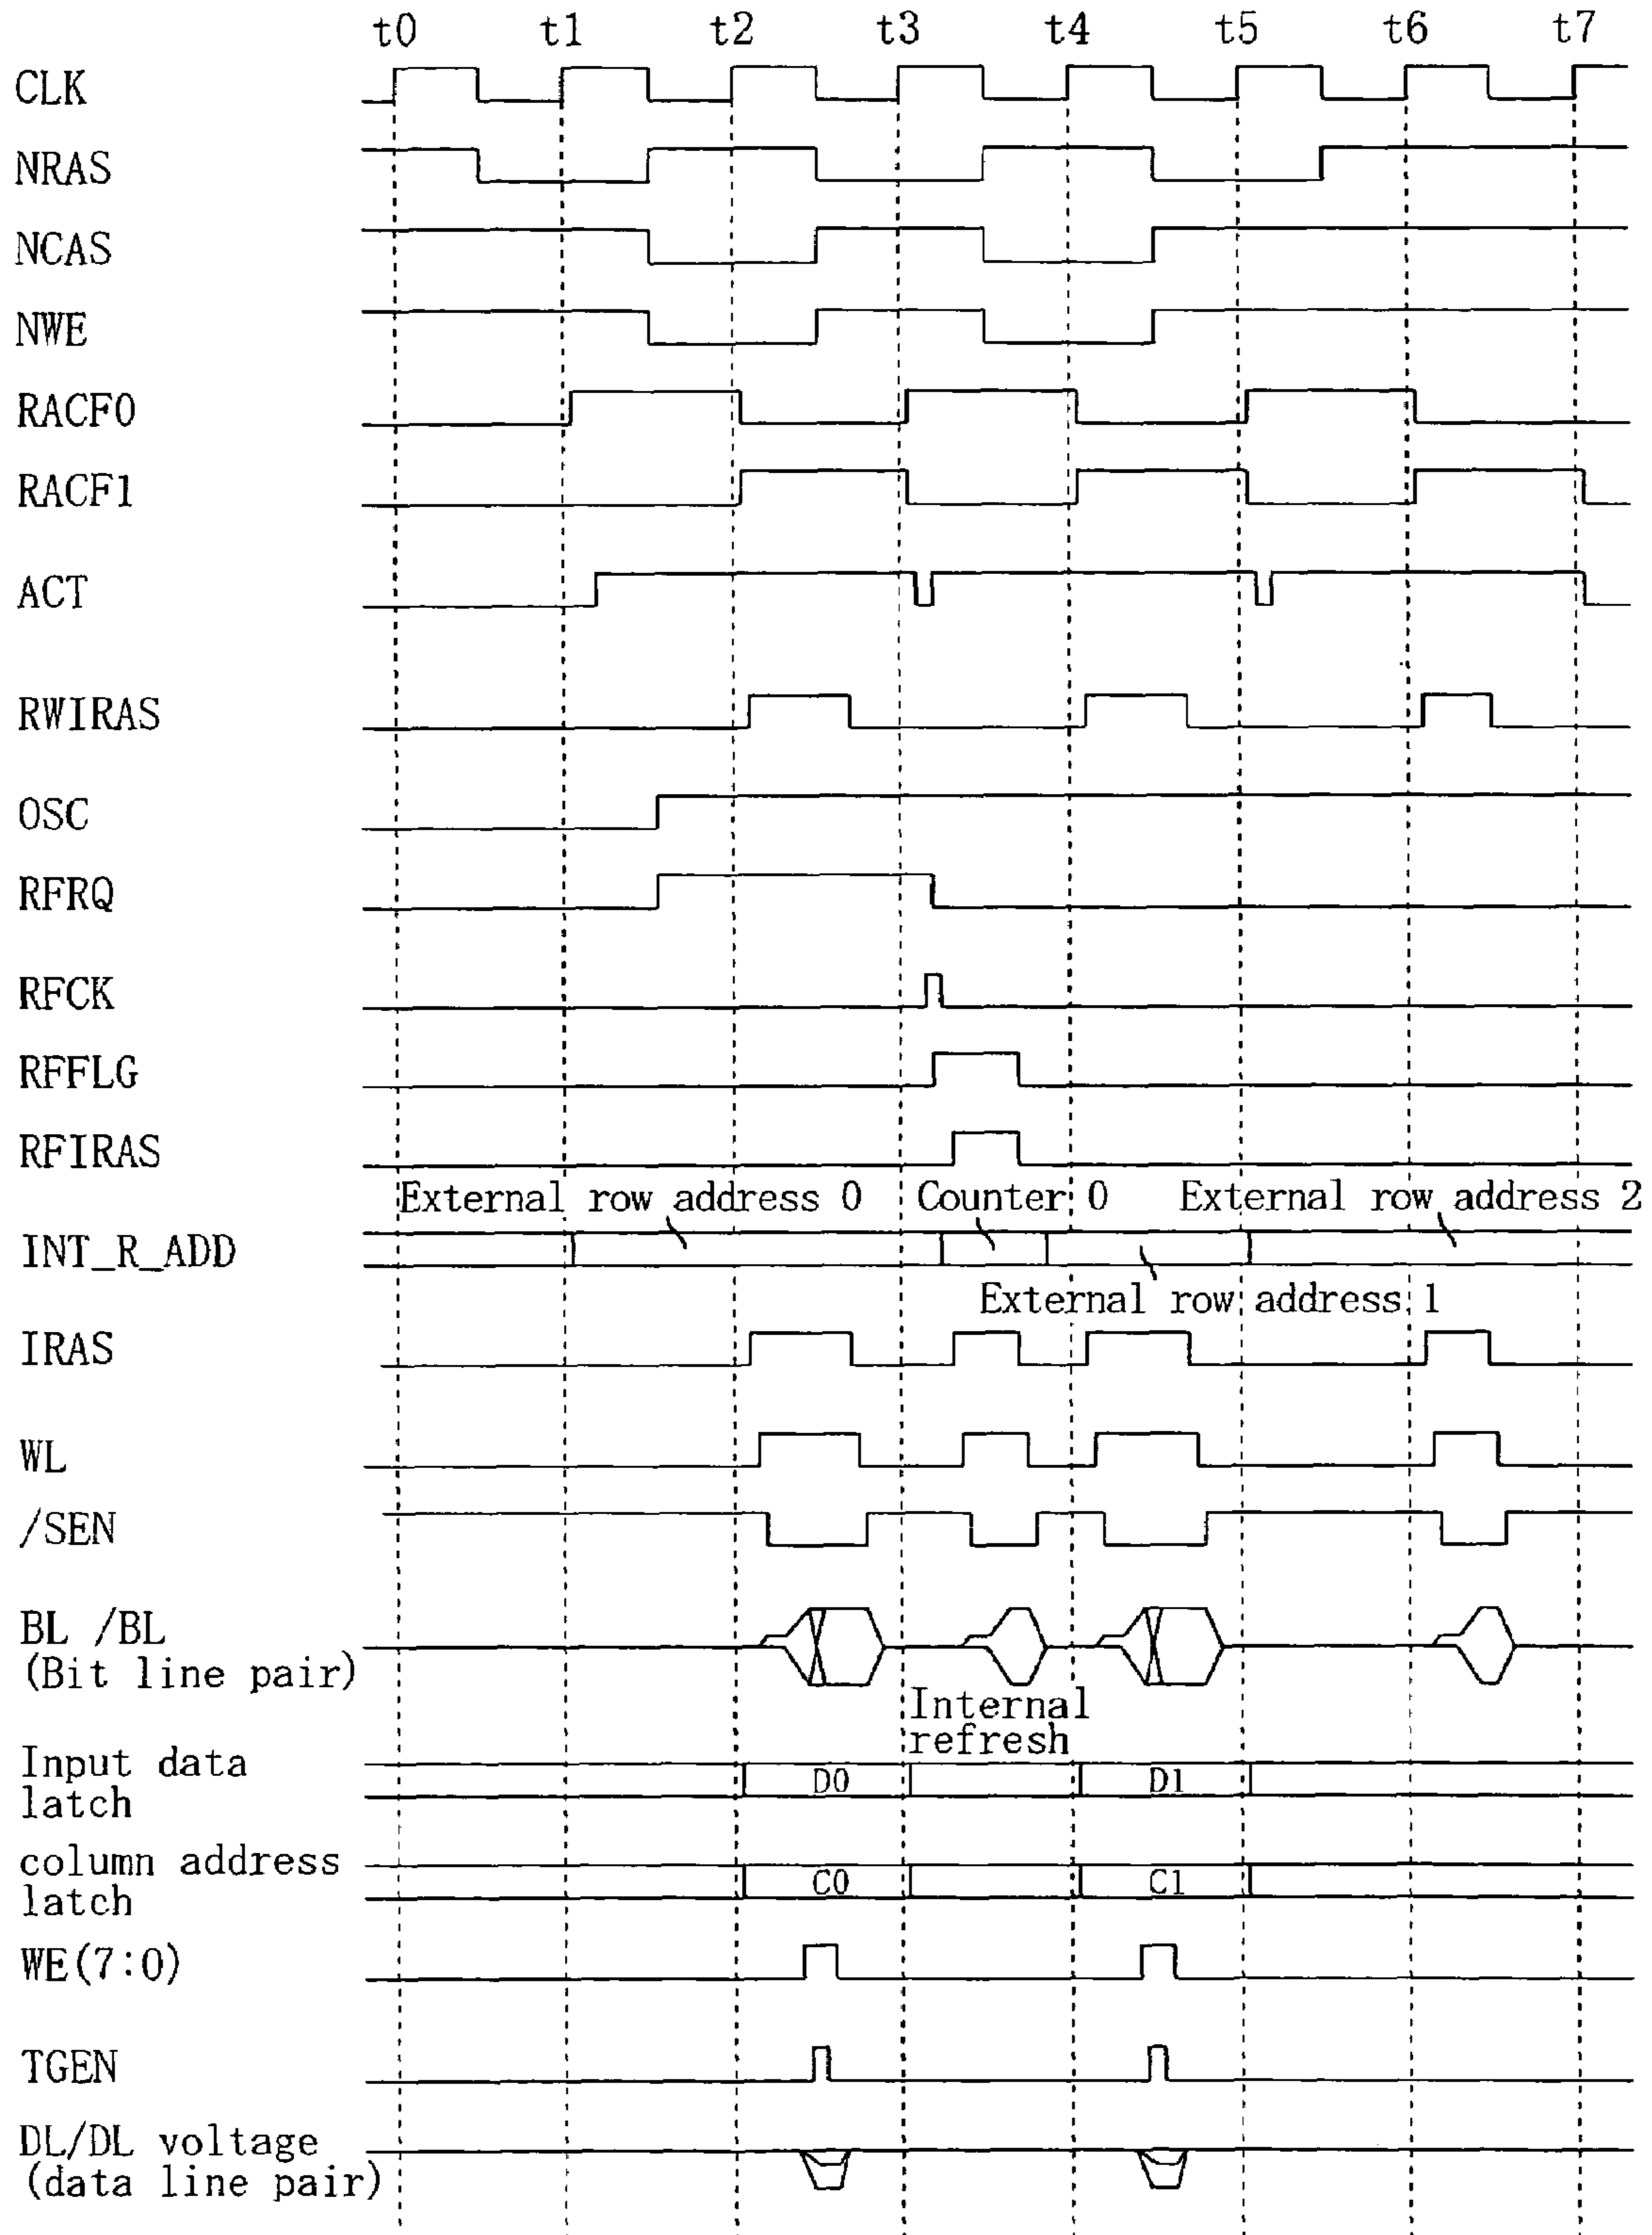 t0 t1 t2 t3 t4 t5 t6 t7
CLK
NRAS
NCAS
NWE
RACF0
RACF1
ACT
RWIRAS
OSC
RFRQ
RFCK
RFFLG
RFIRAS
External row address 0 Counter 0 External row address 2
INT_R_ADD
External row address 1
IRAS
WL
/SEN
BL /BL
(Bit line pair)
Internal
refresh
Input data
latch
D0 D1
column address
latch
C0 C1
WE(7:0)
TGEN
DL/DL voltage
(data line pair)